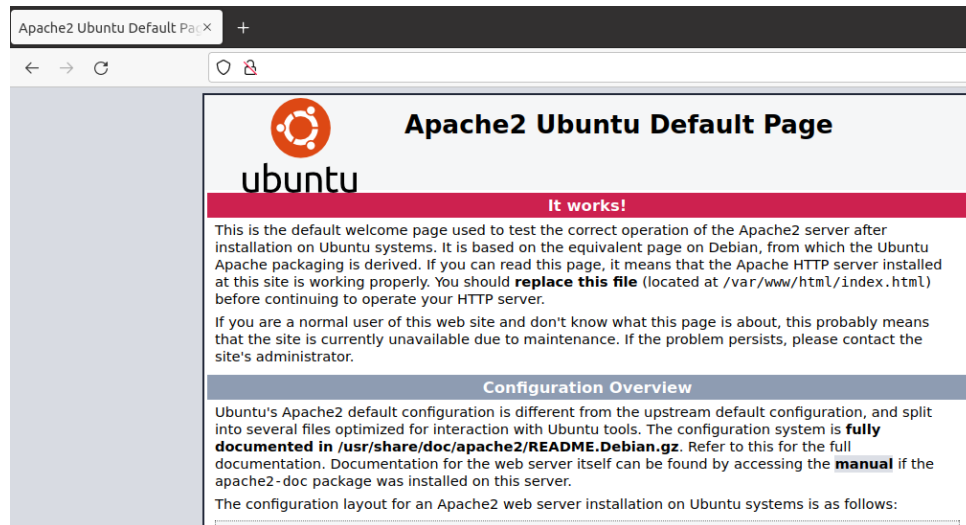 Apache2 Ubuntu Default Pag
Apache2 Ubuntu Default Page
ubuntu
It works!
This is the default welcome page used to test the correct operation of the Apache2 server after
installation on Ubuntu systems. It is based on the equivalent page on Debian, from which the Ubuntu
Apache packaging is derived. If you can read this page, it means that the Apache HTTP server installed
at this site is working properly. You should replace this file (located at /var/www/html/index.html)
before continuing to operate your HTTP server.
If you are a normal user of this web site and don't know what this page is about, this probably means
that the site is currently unavailable due to maintenance. If the problem persists, please contact the
site's administrator.
Configuration Overview
Ubuntu's Apache2 default configuration is different from the upstream default configuration, and split
into several files optimized for interaction with Ubuntu tools. The configuration system is fully
documented in /usr/share/doc/apache2/README.Debian.gz. Refer to this for the full
documentation. Documentation for the web server itself can be found by accessing the manual if the
apache2-doc package was installed on this server.
The configuration layout for an Apache2 web server installation on Ubuntu systems is as follows: